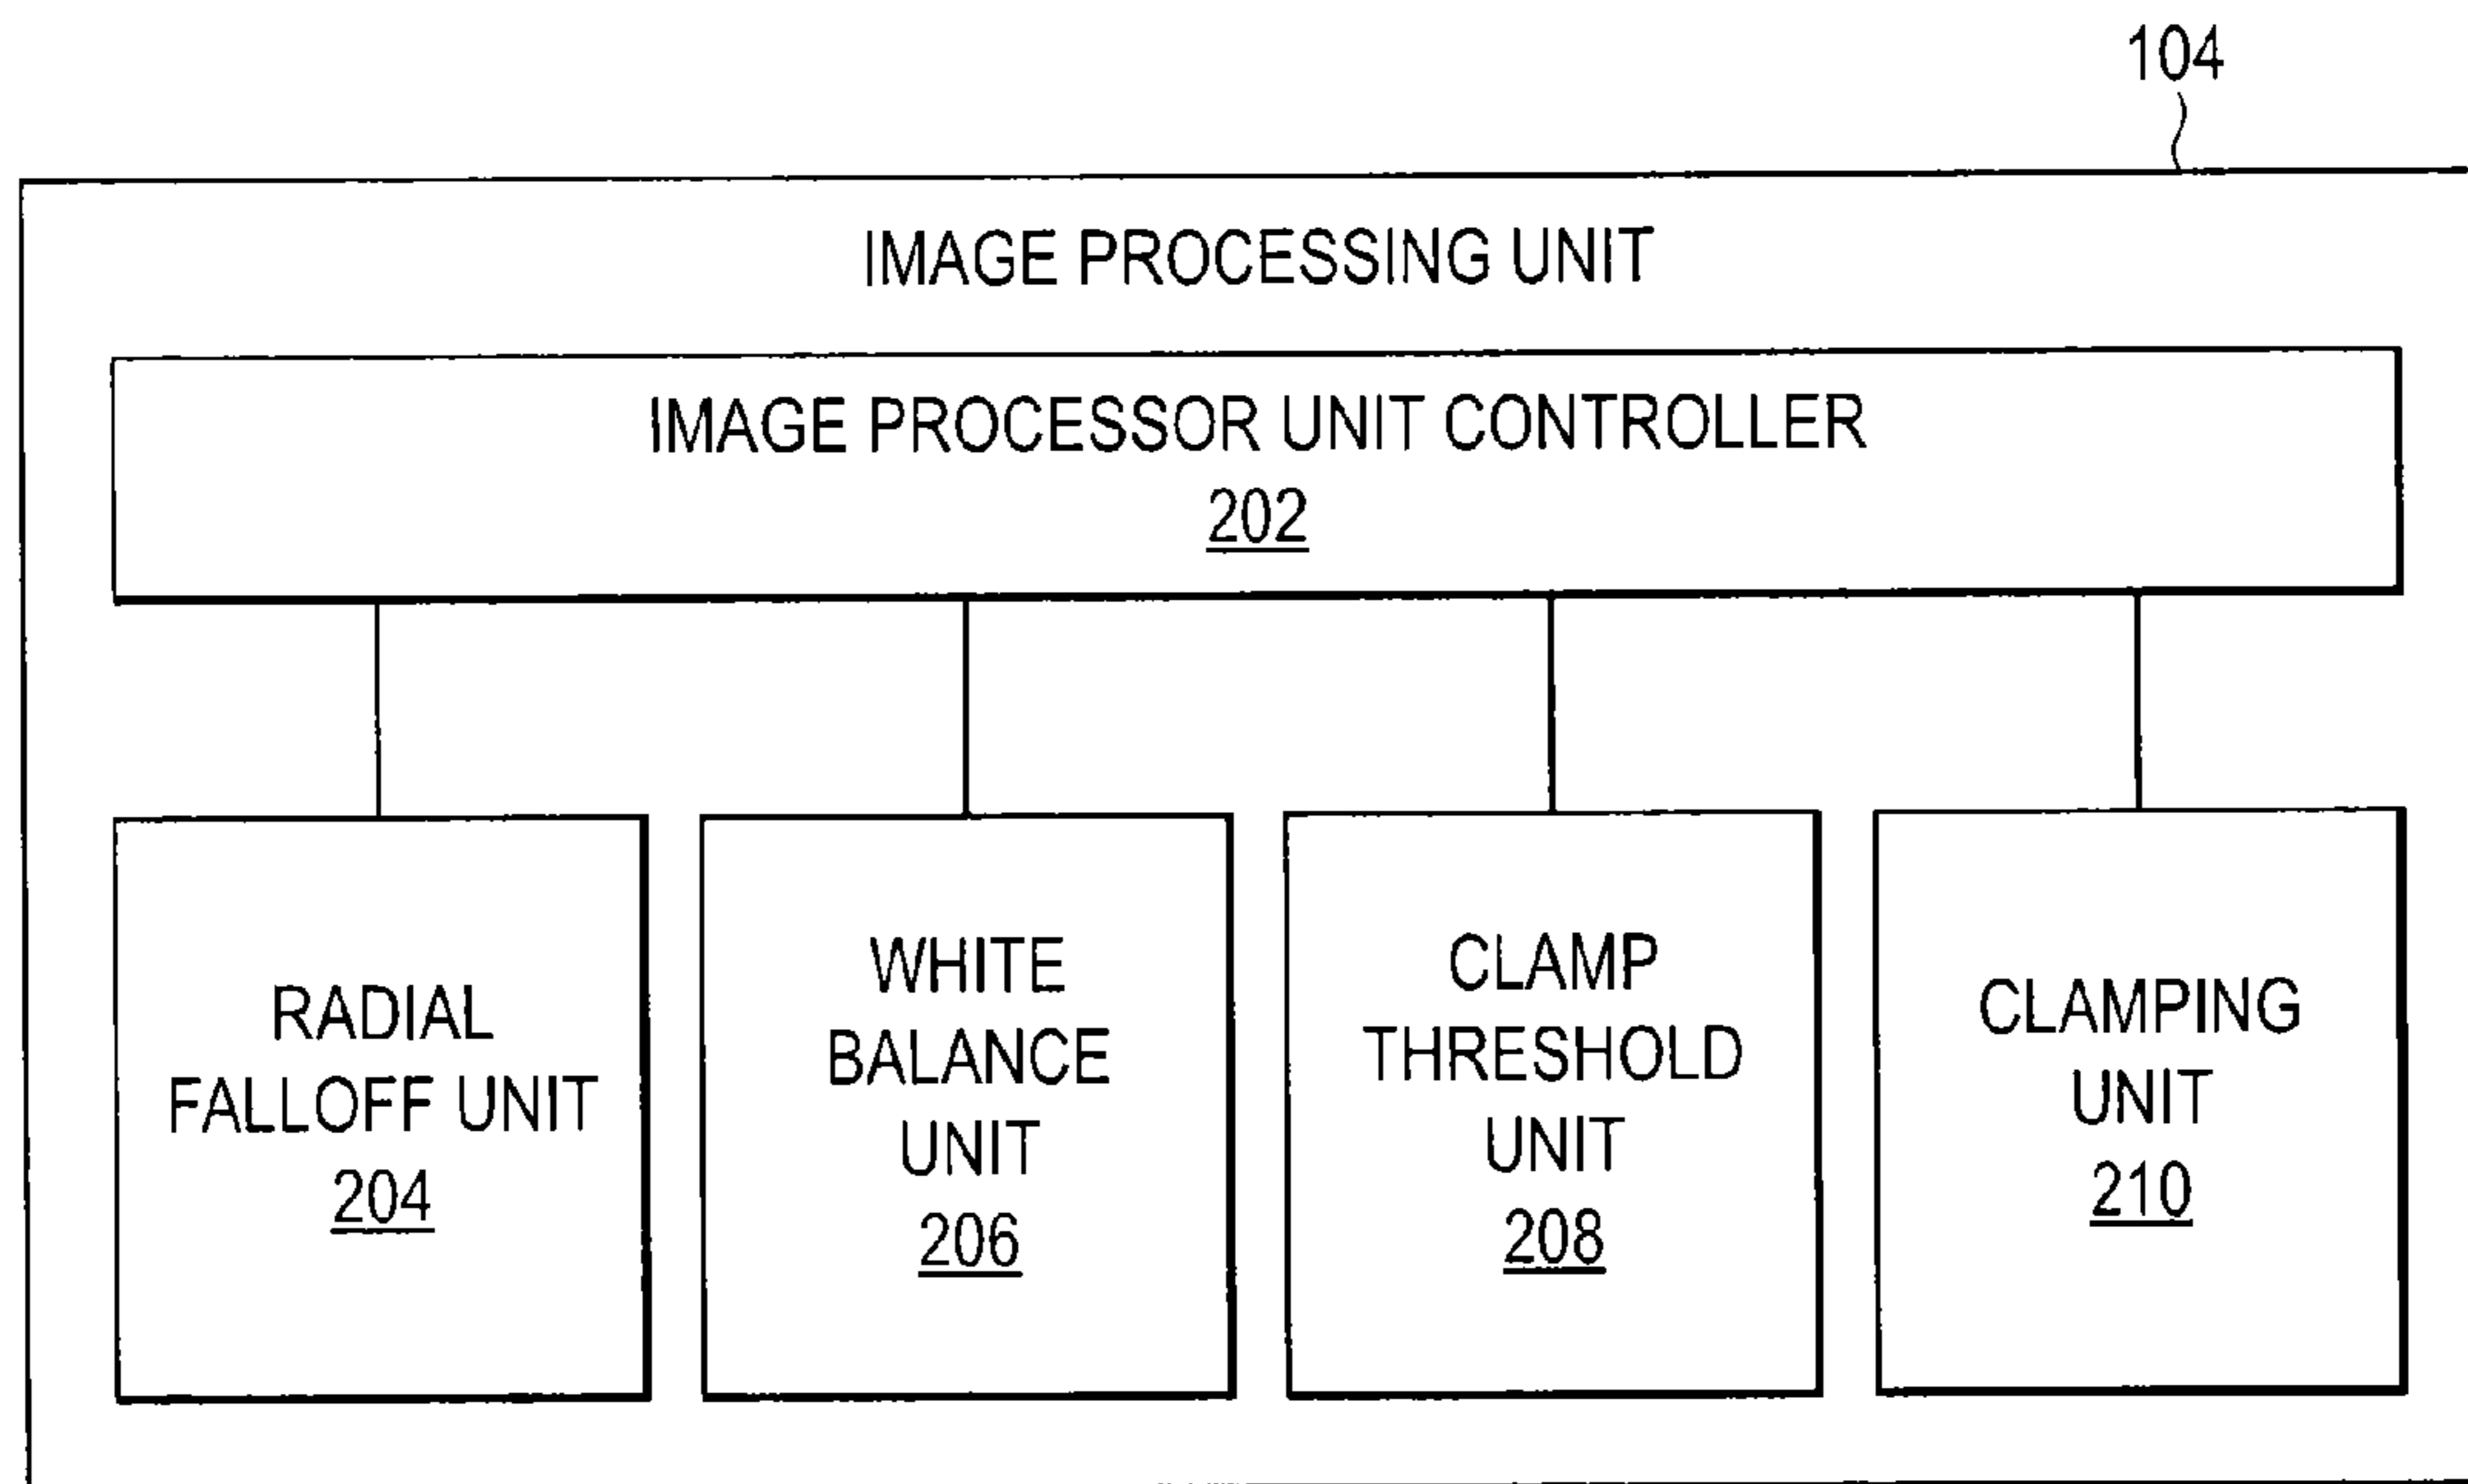 104
IMAGE PROCESSING UNIT
IMAGE PROCESSOR UNIT CONTROLLER
202
RADIAL
FALLOFF UNIT
204
WHITE
BALANCE
UNIT
206
CLAMP
THRESHOLD
UNIT
208
CLAMPING
UNIT
210